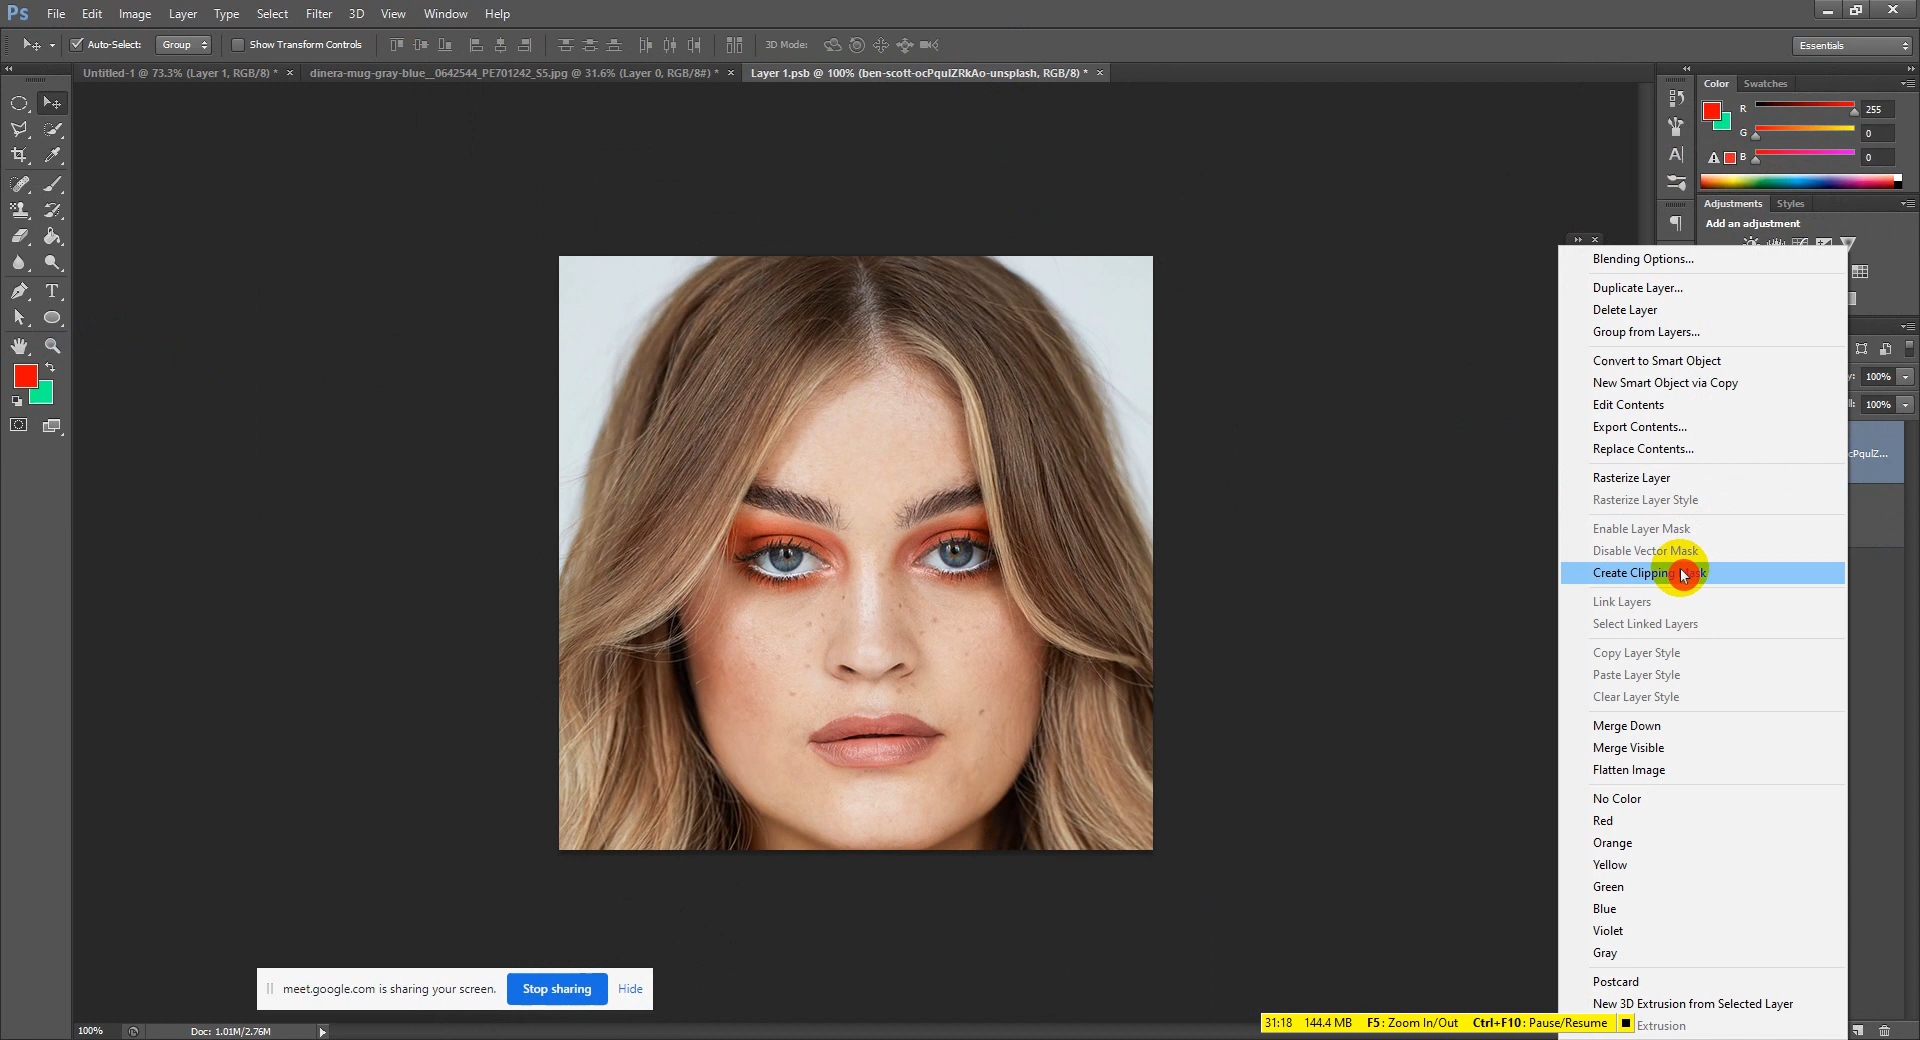 Ps File Edit Image Layer Type Select Filter 3D View Window Help
Auto-Select: Group Show Transform Controls 3D Mode: Essentials
Untitled-1 @ 73.3% (Layer 1, RGB/8) * dinera-mug-gray-blue__0642544_PE701242_S5.jpg @ 31.6% (Layer 0, RGB/8#) * Layer 1.psb @ 100% (ben-scott-ocPquIZRkAo-unsplash, RGB/8) *
Color Swatches
R 255
G 0
B 0
Adjustments Styles
Add an adjustment
Blending Options...
Duplicate Layer...
Delete Layer
Group from Layers...
Convert to Smart Object
New Smart Object via Copy
100%
Edit Contents
100%
Export Contents...
Replace Contents...
cPquIZ...
Rasterize Layer
Rasterize Layer Style
Enable Layer Mask
Disable Vector Mask
Create Clipping Mask
Link Layers
Select Linked Layers
Copy Layer Style
Paste Layer Style
Clear Layer Style
Merge Down
Merge Visible
Flatten Image
No Color
Red
Orange
Yellow
Green
Blue
Violet
Gray
Postcard
New 3D Extrusion from Selected Layer
Extrusion
meet.google.com is sharing your screen. Stop sharing Hide
31:18 144.4 MB F5: Zoom In/Out Ctrl+F10: Pause/Resume
100% Doc: 1.01M/2.76M